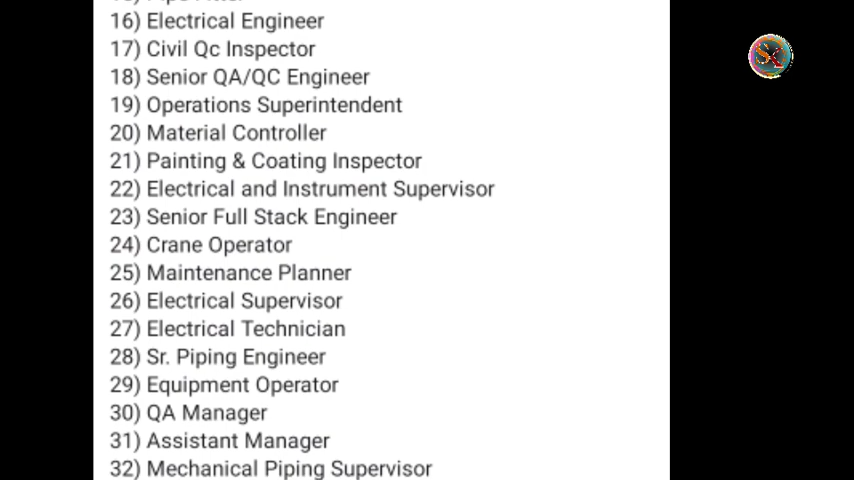 16) Electrical Engineer
17) Civil Qc Inspector
18) Senior QA/QC Engineer
19) Operations Superintendent
20) Material Controller
21) Painting & Coating Inspector
22) Electrical and Instrument Supervisor
23) Senior Full Stack Engineer
24) Crane Operator
25) Maintenance Planner
26) Electrical Supervisor
27) Electrical Technician
28) Sr. Piping Engineer
29) Equipment Operator
30) QA Manager
31) Assistant Manager
32) Mechanical Piping Supervisor